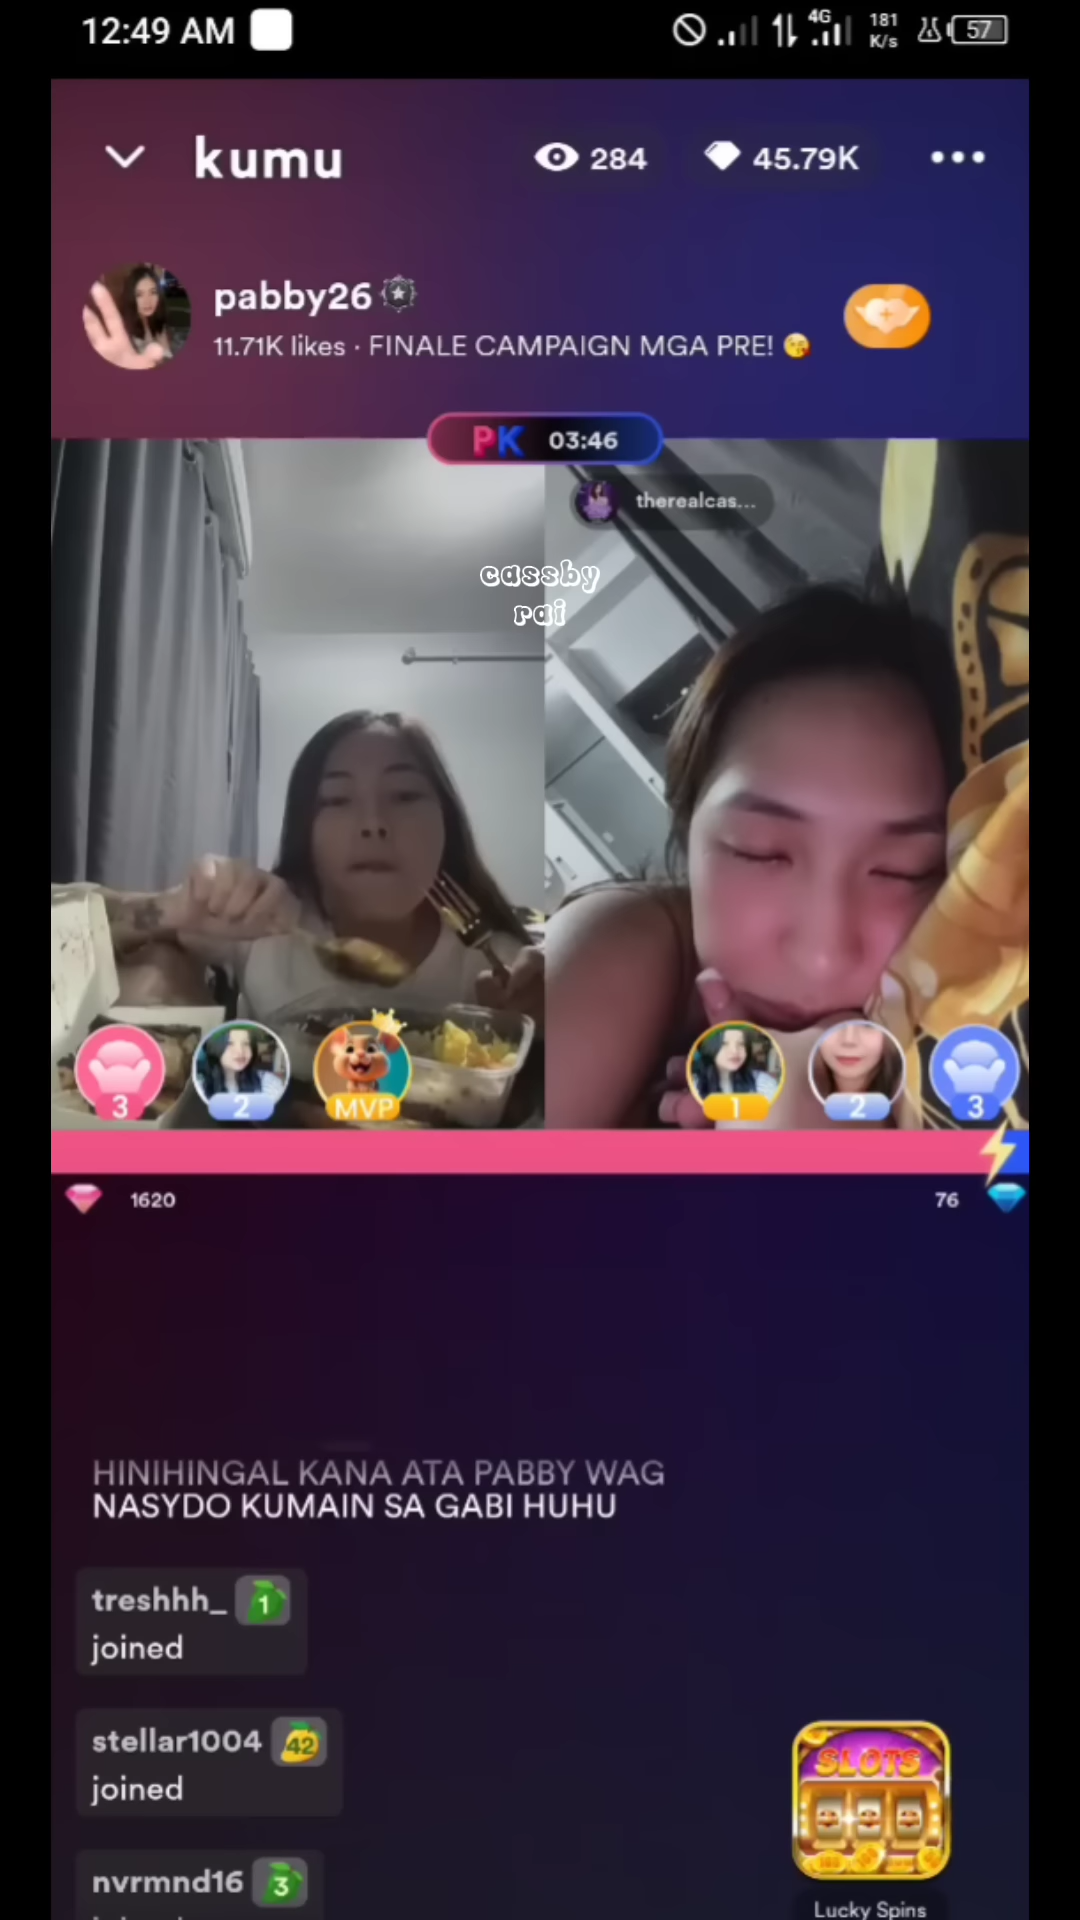 12:49 AM
4G
181
K/s
57
kumu
284
45.79K
pabby26
11.71K likes · FINALE CAMPAIGN MGA PRE! 😘
PK 03:46
therealcas...
cassby
rai
3
2
MVP
1
2
3
1620
76
HINIHINGAL KANA ATA PABBY WAG
NASYDO KUMAIN SA GABI HUHU
treshhh_ 1
joined
stellar1004 42
joined
SLOTS
nvrmnd16 3
Lucky Spins